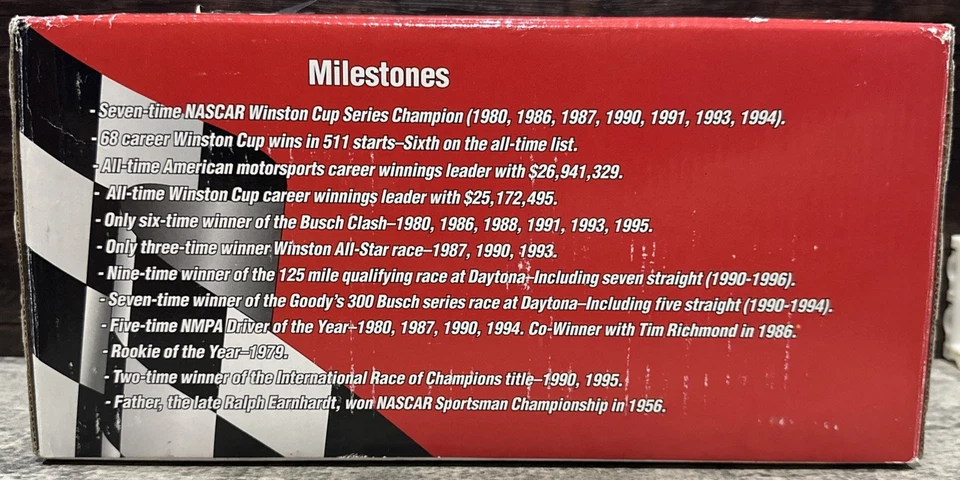 Milestones
- Seven-time NASCAR Winston Cup Series Champion (1980, 1986, 1987, 1990, 1991, 1993, 1994).
- 68 career Winston Cup wins in 511 starts–Sixth on the all-time list.
- All-time American motorsports career winnings leader with $26,941,329.
- All-time Winston Cup career winnings leader with $25,172,495.
- Only six-time winner of the Busch Clash–1980, 1986, 1988, 1991, 1993, 1995.
- Only three-time winner Winston All-Star race–1987, 1990, 1993.
- Nine-time winner of the 125 mile qualifying race at Daytona–Including seven straight (1990-1996).
- Seven-time winner of the Goody's 300 Busch series race at Daytona–Including five straight (1990-1994).
- Five-time NMPA Driver of the Year–1980, 1987, 1990, 1994. Co-Winner with Tim Richmond in 1986.
- Rookie of the Year–1979.
- Two-time winner of the International Race of Champions title–1990, 1995.
- Father, the late Ralph Earnhardt, won NASCAR Sportsman Championship in 1956.